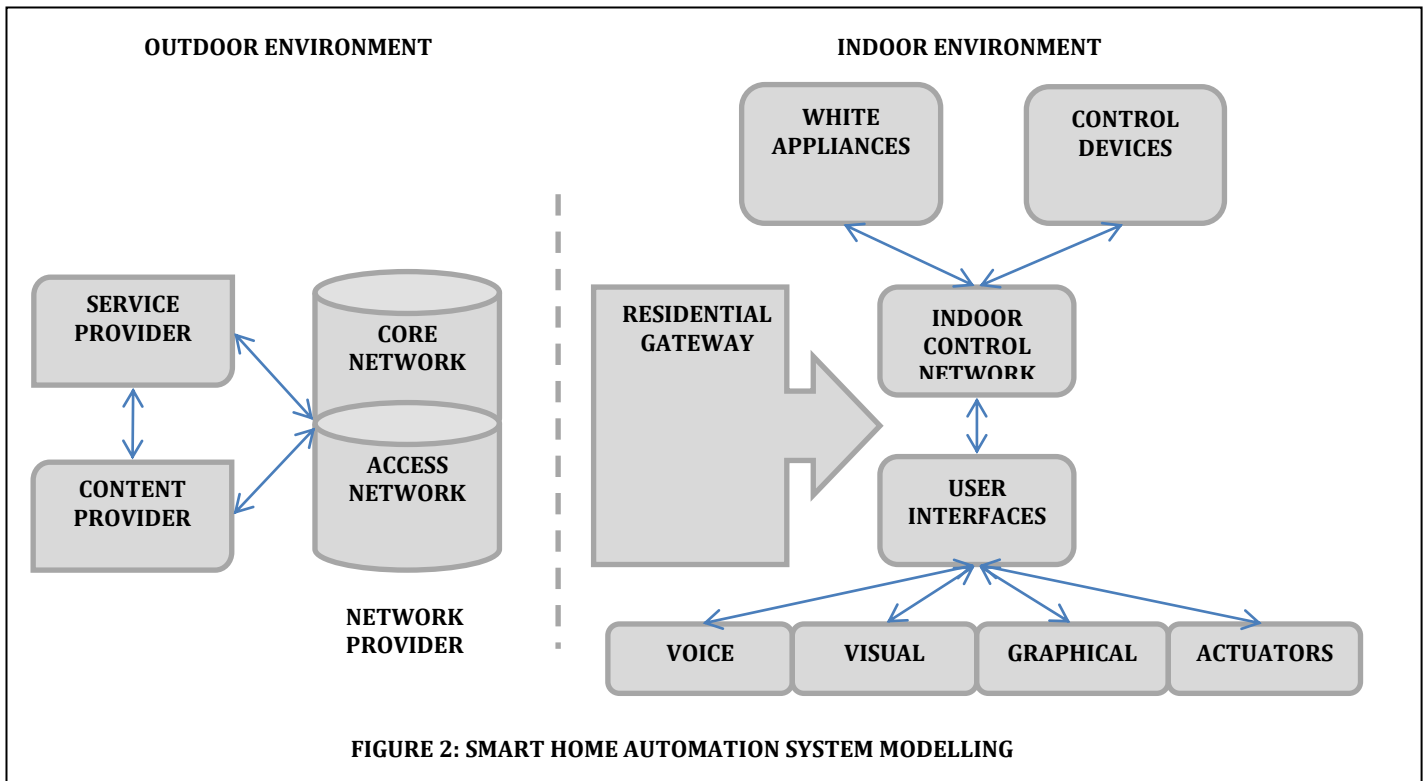 OUTDOOR ENVIRONMENT
INDOOR ENVIRONMENT
WHITE
APPLIANCES
CONTROL
DEVICES
SERVICE
PROVIDER
CORE
NETWORK
RESIDENTIAL
GATEWAY
INDOOR
CONTROL
NETWORK
CONTENT
PROVIDER
ACCESS
NETWORK
USER
INTERFACES
NETWORK
PROVIDER
VOICE
VISUAL
GRAPHICAL
ACTUATORS
FIGURE 2: SMART HOME AUTOMATION SYSTEM MODELLING